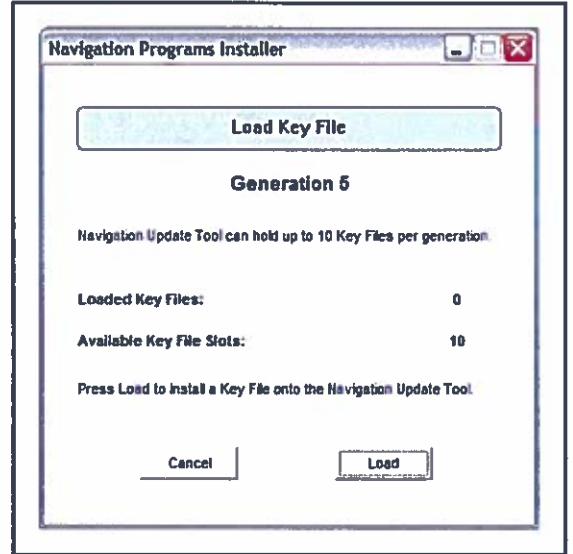 Navigation Programs Installer
Load Key File
Generation 5
Navigation Update Tool can hold up to 10 Key Files per generation.
Loaded Key Files: 0
Available Key File Slots: 10
Press Load to install a Key File onto the Navigation Update Tool.
Cancel Load